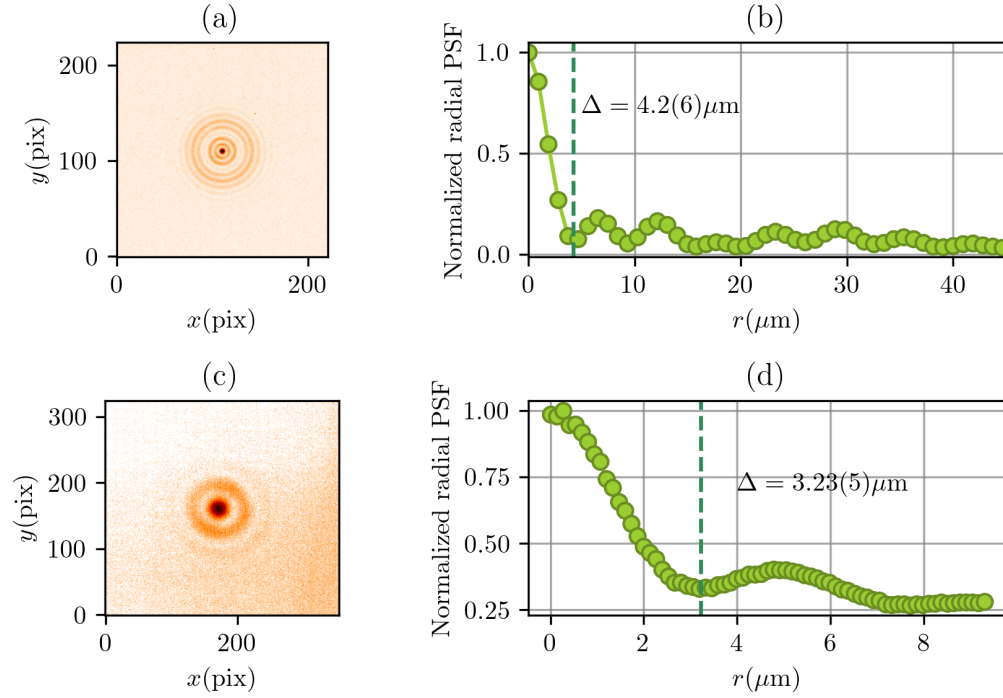 (a)
y(pix)
200
100
0
0
200
x(pix)
(b)
Normalized radial PSF
1.0
0.5
0.0
Δ = 4.2(6)μm
0
10
20
30
40
r(μm)
(c)
y(pix)
300
200
100
0
0
200
x(pix)
(d)
Normalized radial PSF
1.00
0.75
0.50
0.25
Δ = 3.23(5)μm
0
2
4
6
8
r(μm)